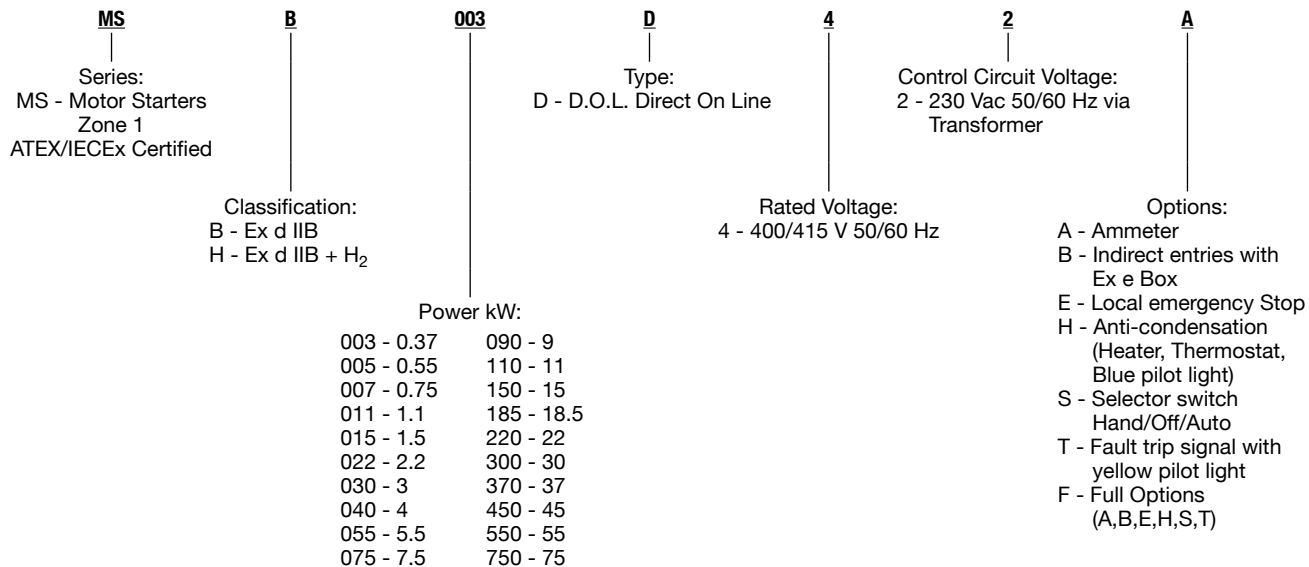 MS B 003 D 4 2 A
Series:
MS - Motor Starters
Zone 1
ATEX/IECEx Certified
Classification:
B - Ex d IIB
H - Ex d IIB + H₂
Power kW:
003 - 0.37 090 - 9
005 - 0.55 110 - 11
007 - 0.75 150 - 15
011 - 1.1 185 - 18.5
015 - 1.5 220 - 22
022 - 2.2 300 - 30
030 - 3 370 - 37
040 - 4 450 - 45
055 - 5.5 550 - 55
075 - 7.5 750 - 75
Type:
D - D.O.L. Direct On Line
Rated Voltage:
4 - 400/415 V 50/60 Hz
Control Circuit Voltage:
2 - 230 Vac 50/60 Hz via
Transformer
Options:
A - Ammeter
B - Indirect entries with
Ex e Box
E - Local emergency Stop
H - Anti-condensation
(Heater, Thermostat,
Blue pilot light)
S - Selector switch
Hand/Off/Auto
T - Fault trip signal with
yellow pilot light
F - Full Options
(A,B,E,H,S,T)